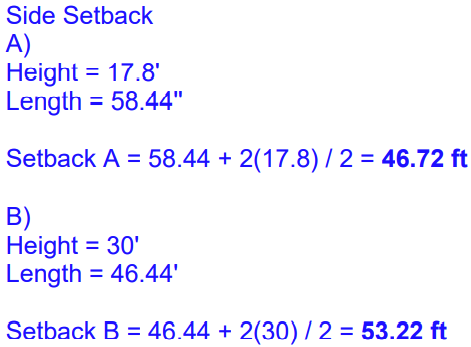 Side Setback
A)
Height = 17.8'
Length = 58.44"
Setback A = 58.44 + 2(17.8) / 2 = 46.72 ft
B)
Height = 30'
Length = 46.44'
Setback B = 46.44 + 2(30) / 2 = 53.22 ft